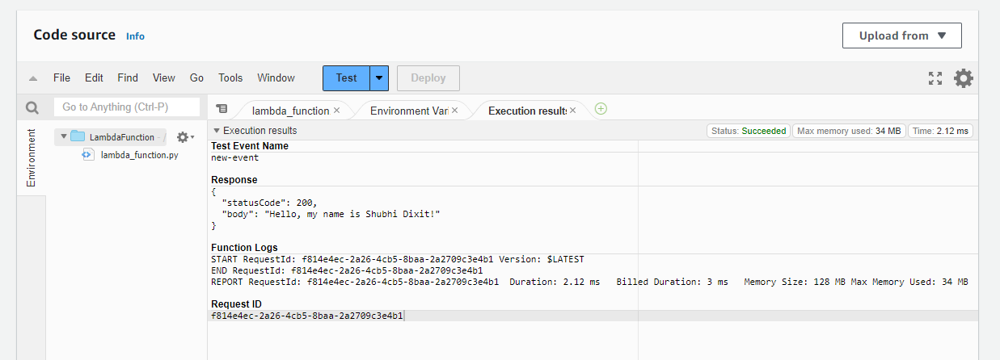 Code source Info
Upload from
File Edit Find View Go Tools Window Test Deploy
Go to Anything (Ctrl-P)
lambda_function
Environment Vari
Execution results
Environment
LambdaFunction - /
lambda_function.py
Execution results
Status: Succeeded Max memory used: 34 MB Time: 2.12 ms
Test Event Name
new-event
Response
{
"statusCode": 200,
"body": "Hello, my name is Shubhi Dixit!"
}
Function Logs
START RequestId: f814e4ec-2a26-4cb5-8baa-2a2709c3e4b1 Version: $LATEST
END RequestId: f814e4ec-2a26-4cb5-8baa-2a2709c3e4b1
REPORT RequestId: f814e4ec-2a26-4cb5-8baa-2a2709c3e4b1 Duration: 2.12 ms Billed Duration: 3 ms Memory Size: 128 MB Max Memory Used: 34 MB
Request ID
f814e4ec-2a26-4cb5-8baa-2a2709c3e4b1